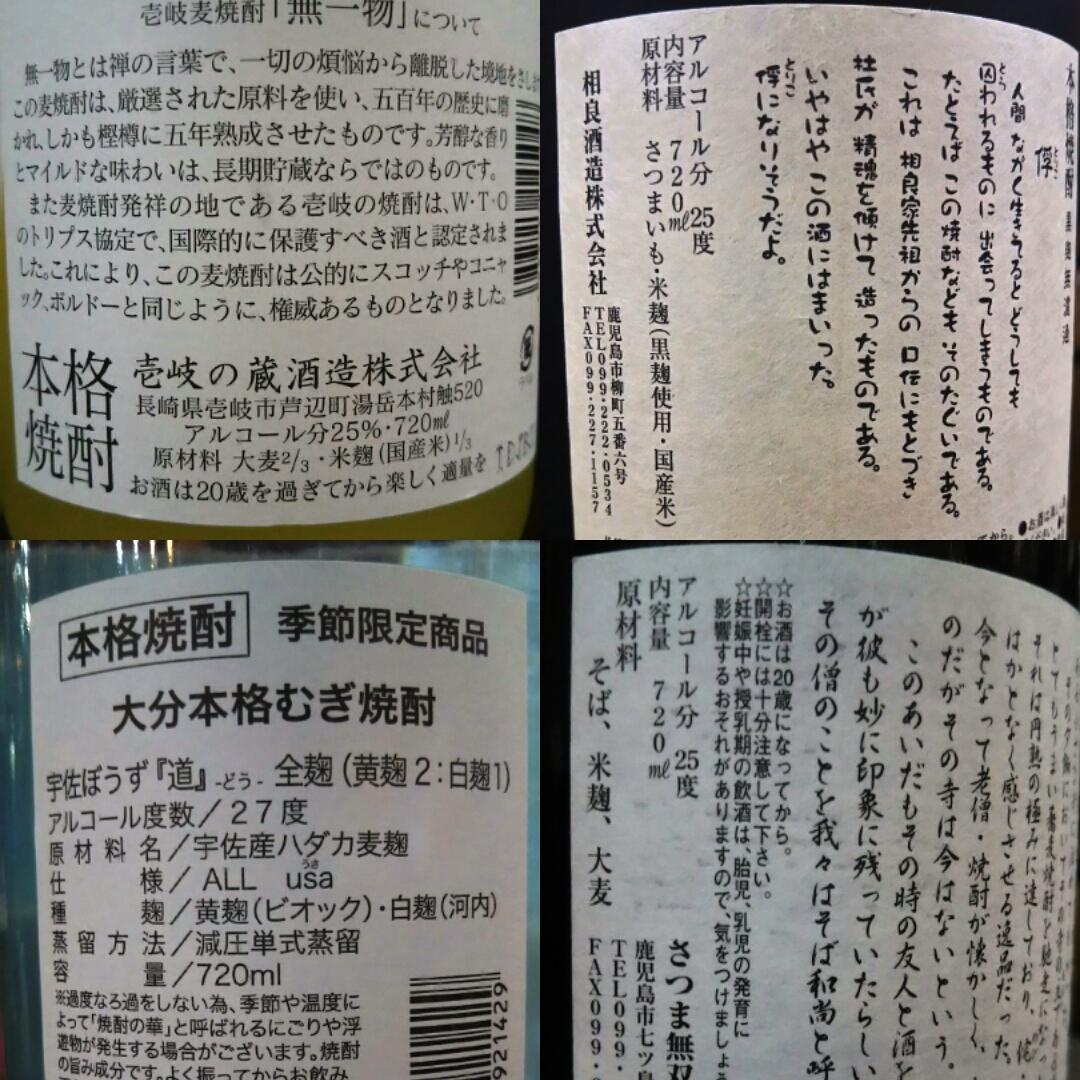 壱岐麦焼酎「無一物」について
無一物とは禅の言葉で、一切の煩悩から離脱した境地を
この麦焼酎は、厳選された原料を使い、五百年の歴史に磨
かれ、しかも樫樽に五年熟成させたものです。芳醇な香り
とマイルドな味わいは、長期貯蔵ならではのものです。
また麦焼酎発祥の地である壱岐の焼酎は、W・T・O
のトリプス協定で、国際的に保護すべき酒と認定されま
した。これにより、この麦焼酎は公的にスコッチやコニャ
ック、ボルドーと同じように、権威あるものとなりました。
本格
焼酎
壱岐の蔵酒造株式会社
長崎県壱岐市芦辺町湯岳本村触520
アルコール分25%・720㎖
原材料 大麦2/3・米麹(国産米)1/3
お酒は20歳を過ぎてから楽しく適量を
本格焼酎 黒麹
俘
とりこ
人間 ながく生きてるとどうしても
囚われるものに 出会ってしまうものである。
とら
たとえば この焼酎なども そのたぐいである。
これは 相良家先祖からの 口伝にもとづき
杜氏が 精魂を傾けて 造ったものである。
いやはや この酒にはまいった。
俘になりそうだよ。
とりこ
アルコール分 25度
内容量 720㎖
原材料 さつまいも・米麹(黒麹使用・国産米)
相良酒造株式会社
鹿児島市柳町五番六号
TEL099・222・0534
FAX099・227・1157
本格焼酎 季節限定商品
大分本格むぎ焼酎
宇佐ぼうず『道』-どう- 全麹(黄麹2:白麹1)
アルコール度数/27度
原材料名/宇佐産ハダカ麦麹
仕様/ALL usa
うさ
種麹/黄麹(ビオック)・白麹(河内)
蒸留方法/減圧単式蒸留
容量/720ml
※過度なろ過をしない為、季節や温度に
よって「焼酎の華」と呼ばれるにごりや浮
遊物が発生する場合がございます。焼酎
の旨み成分です。よく振ってからお飲み
9214291
とてもうまい蕎麦焼酎を馳走になっ
それは円熟の極みに達しており、侘
はかとなく感じさせる逸品だった。
今となって老僧・焼酎が懐かしく、
のだがその寺は今はないという。
このあいだもその時の友人と酒を
が彼も妙に印象に残っていたらしい
その僧のことを我々はそば和尚と呼
☆お酒は20歳になってから。
☆開栓には十分注意して下さい。
☆妊娠中や授乳期の飲酒は、胎児、乳児の発育に
影響するおそれがありますので、気をつけましょう
アルコール分 25度
内容量 720㎖
原材料 そば、米麹、大麦
さつま無双
鹿児島市七ツ島
TEL099・
FAX099・